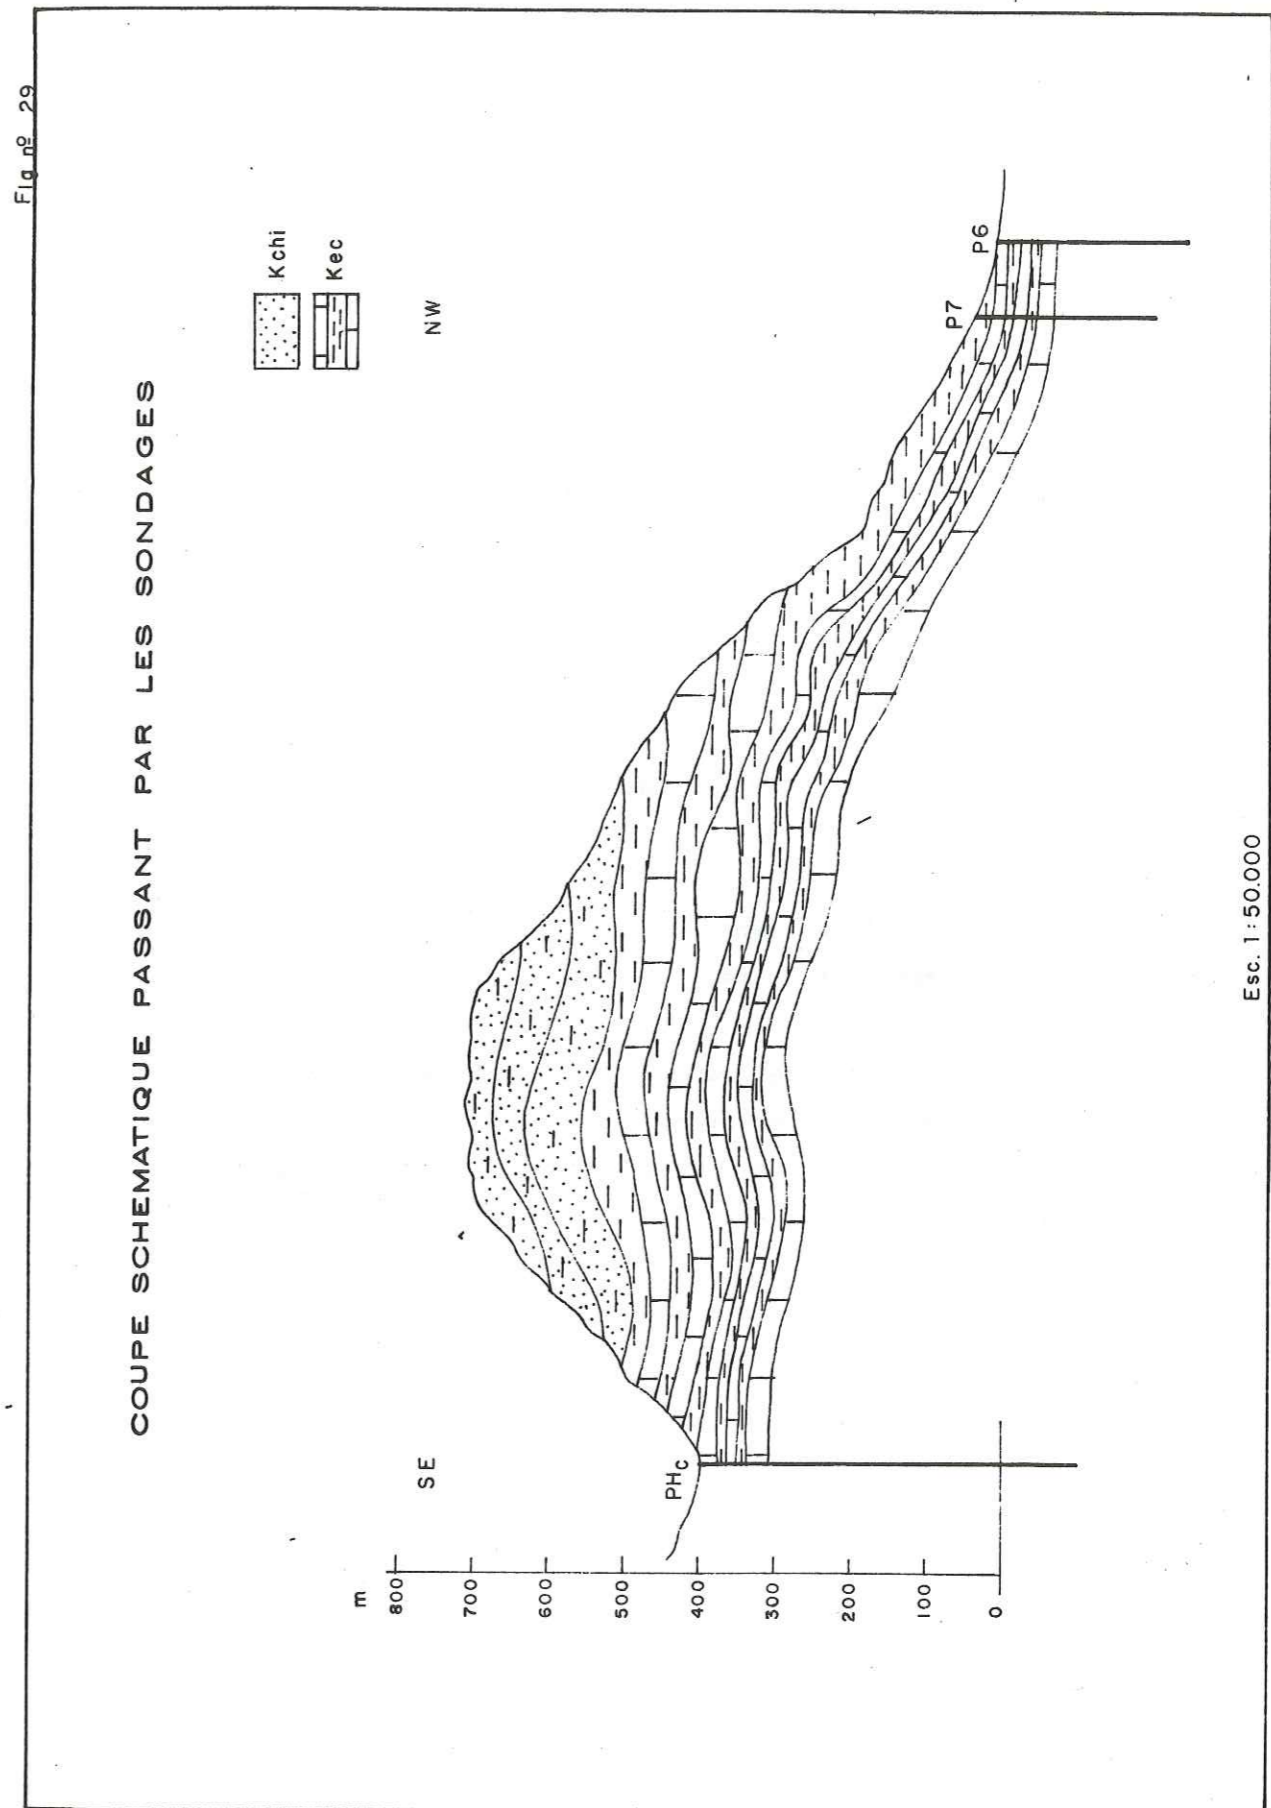 Fig nº 29
COUPE SCHEMATIQUE PASSANT PAR LES SONDAGES
Kchi
Kec
SE
NW
m
800
700
600
500
400
300
200
100
0
PHc
P7
P6
Esc. 1:50.000